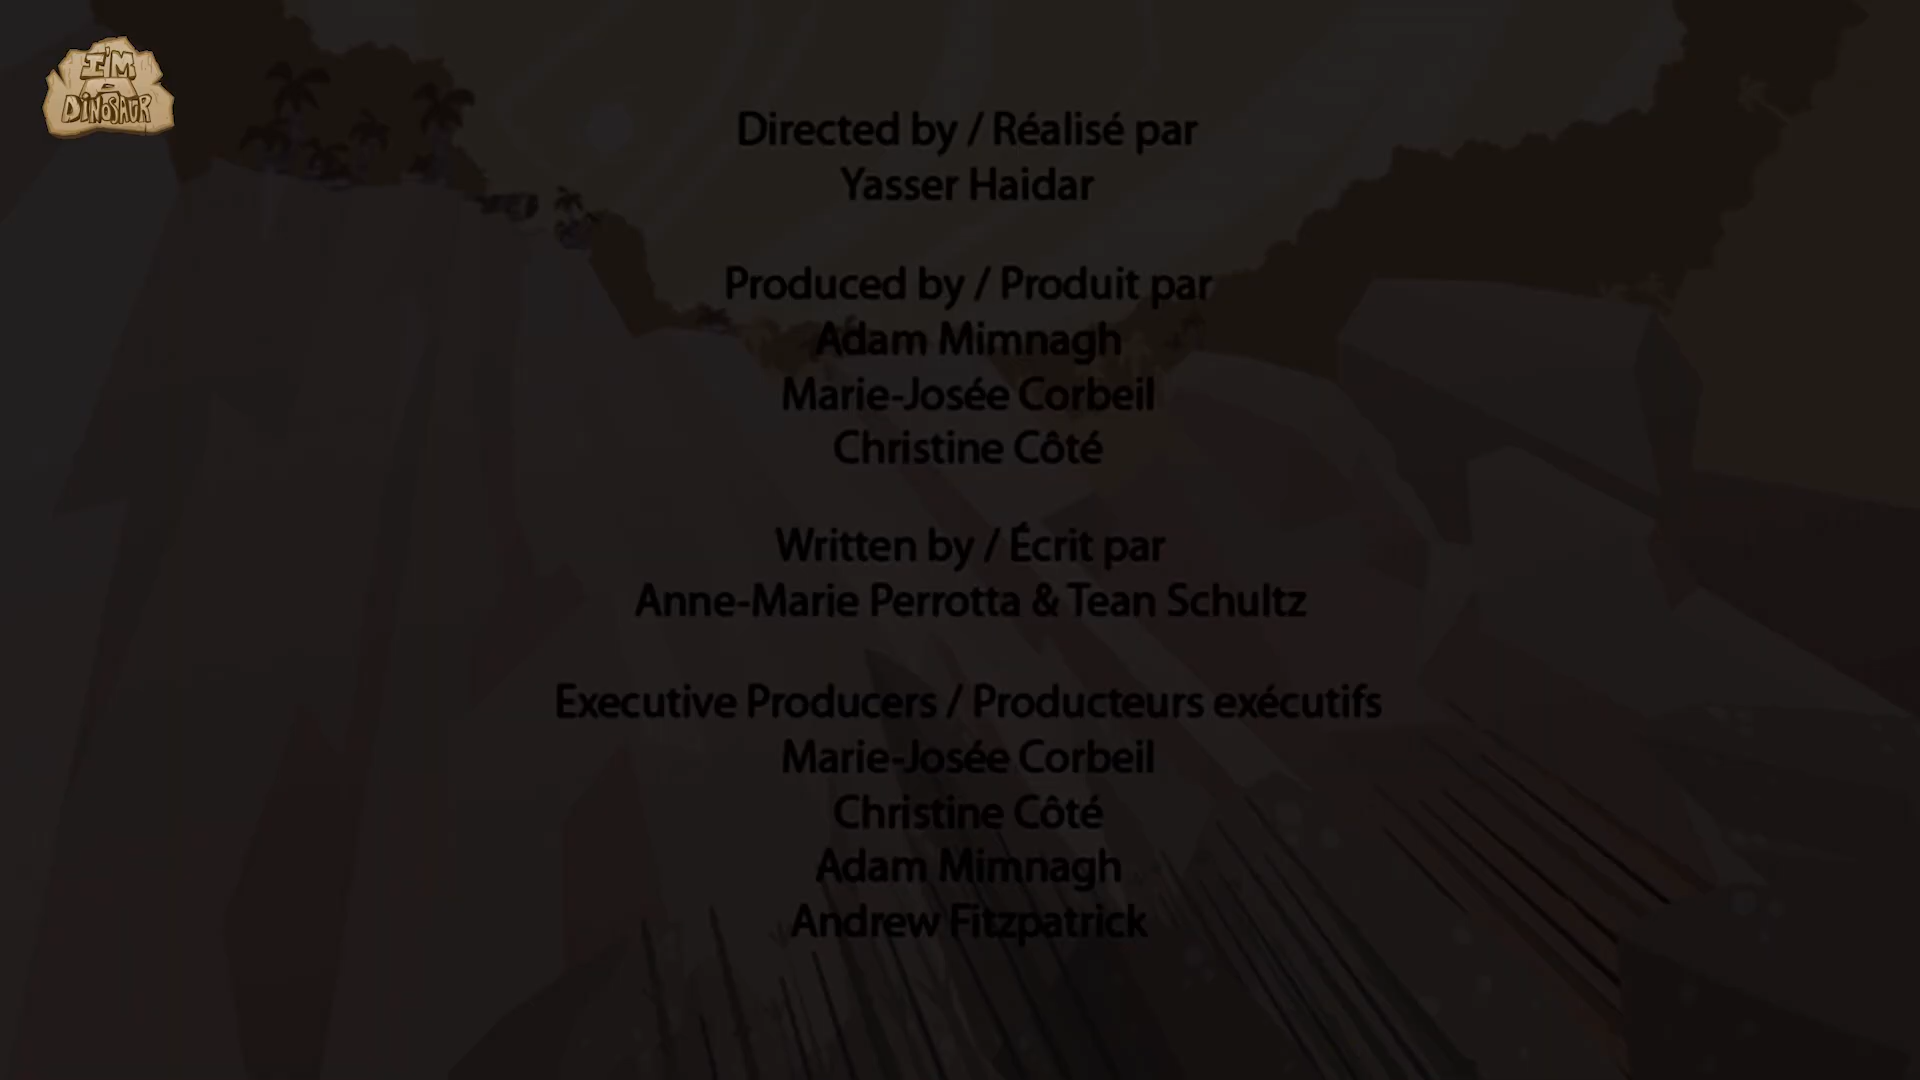 I'M
A
DINOSAUR
Directed by / Réalisé par
Yasser Haidar
Produced by / Produit par
Adam Mimnagh
Marie-Josée Corbeil
Christine Côté
Written by / Écrit par
Anne-Marie Perrotta & Tean Schultz
Executive Producers / Producteurs exécutifs
Marie-Josée Corbeil
Christine Côté
Adam Mimnagh
Andrew Fitzpatrick